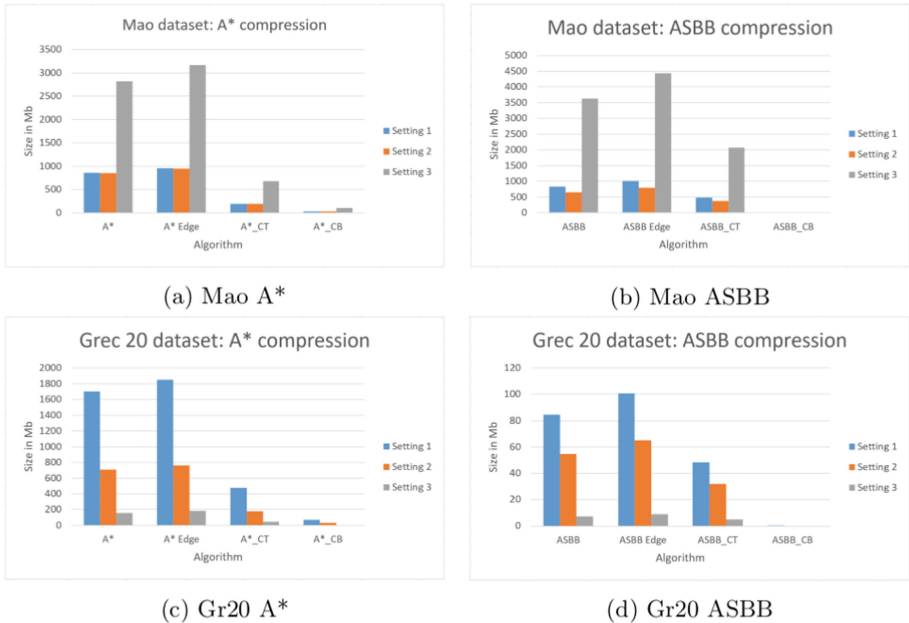 Mao dataset: A* compression
3500
3000
2500
2000
1500
1000
500
0
Size in Mb
A*
A* Edge
A*_CT
A*_CB
Algorithm
Setting 1
Setting 2
Setting 3
(a) Mao A*
Mao dataset: ASBB compression
5000
4500
4000
3500
3000
2500
2000
1500
1000
500
0
Size in Mb
ASBB
ASBB Edge
ASBB_CT
ASBB_CB
Algorithm
Setting 1
Setting 2
Setting 3
(b) Mao ASBB
Grec 20 dataset: A* compression
2000
1800
1600
1400
1200
1000
800
600
400
200
0
Size in Mb
A*
A* Edge
A*_CT
A*_CB
Algorithm
Setting 1
Setting 2
Setting 3
(c) Gr20 A*
Grec 20 dataset: ASBB compression
120
100
80
60
40
20
0
Size in Mb
ASBB
ASBB Edge
ASBB_CT
ASBB_CB
Algorithm
Setting 1
Setting 2
Setting 3
(d) Gr20 ASBB